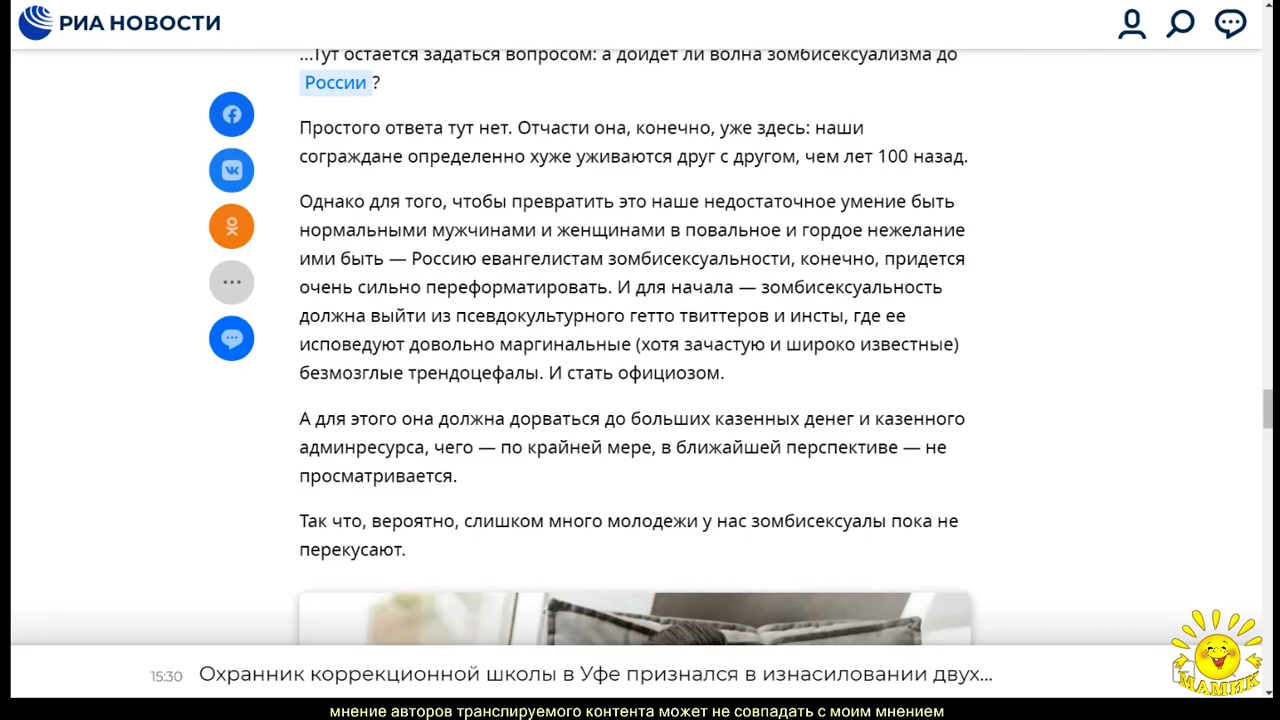 РИА НОВОСТИ
...Тут остается задаться вопросом: а дойдет ли волна зомбисексуализма до
России ?
Простого ответа тут нет. Отчасти она, конечно, уже здесь: наши
сограждане определенно хуже уживаются друг с другом, чем лет 100 назад.
Однако для того, чтобы превратить это наше недостаточное умение быть
нормальными мужчинами и женщинами в повальное и гордое нежелание
ими быть — Россию евангелистам зомбисексуальности, конечно, придется
очень сильно переформатировать. И для начала — зомбисексуальность
должна выйти из псевдокультурного гетто твиттеров и инсты, где ее
исповедуют довольно маргинальные (хотя зачастую и широко известные)
безмозглые трендоцефалы. И стать официозом.
А для этого она должна дорваться до больших казенных денег и казенного
админресурса, чего — по крайней мере, в ближайшей перспективе — не
просматривается.
Так что, вероятно, слишком много молодежи у нас зомбисексуалы пока не
перекусают.
15:30 Охранник коррекционной школы в Уфе признался в изнасиловании двух...
МАМИК
мнение авторов транслируемого контента может не совпадать с моим мнением